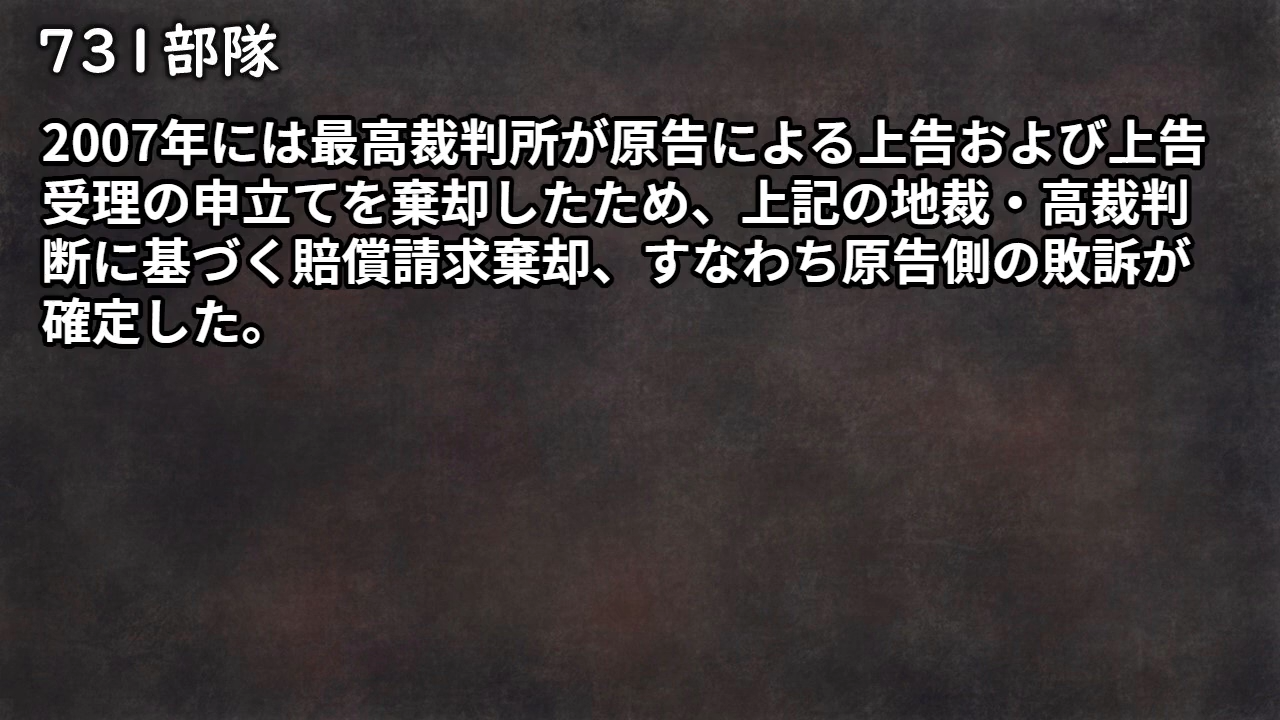 731部隊
2007年には最高裁判所が原告による上告および上告
受理の申立てを棄却したため、上記の地裁・高裁判
断に基づく賠償請求棄却、すなわち原告側の敗訴が
確定した。